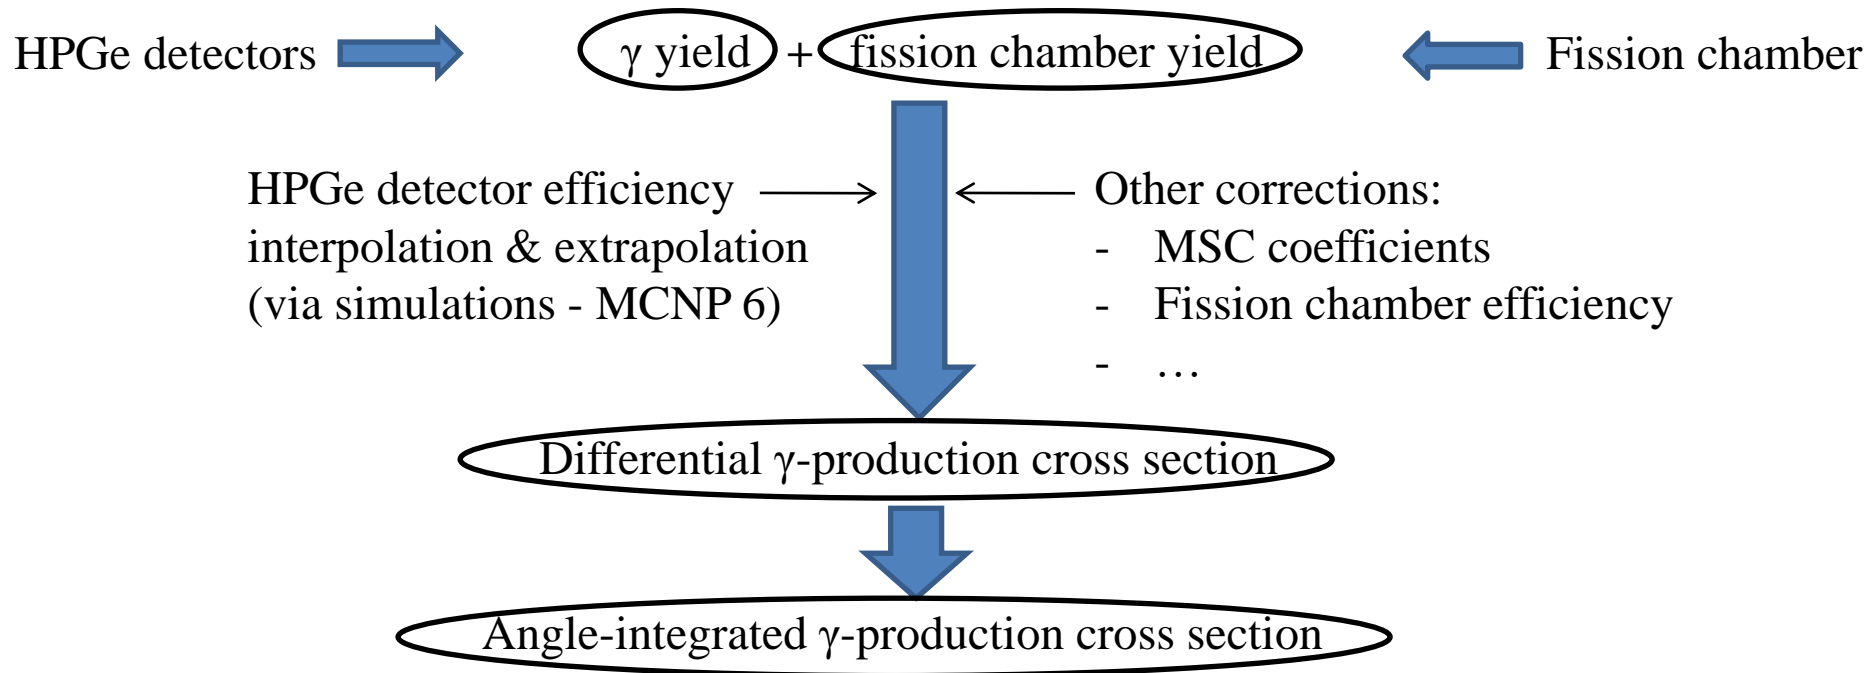 HPGe detectors γ yield + fission chamber yield Fission chamber
HPGe detector efficiency
interpolation & extrapolation
(via simulations - MCNP 6)
Other corrections:
- MSC coefficients
- Fission chamber efficiency
- …
Differential γ-production cross section
Angle-integrated γ-production cross section